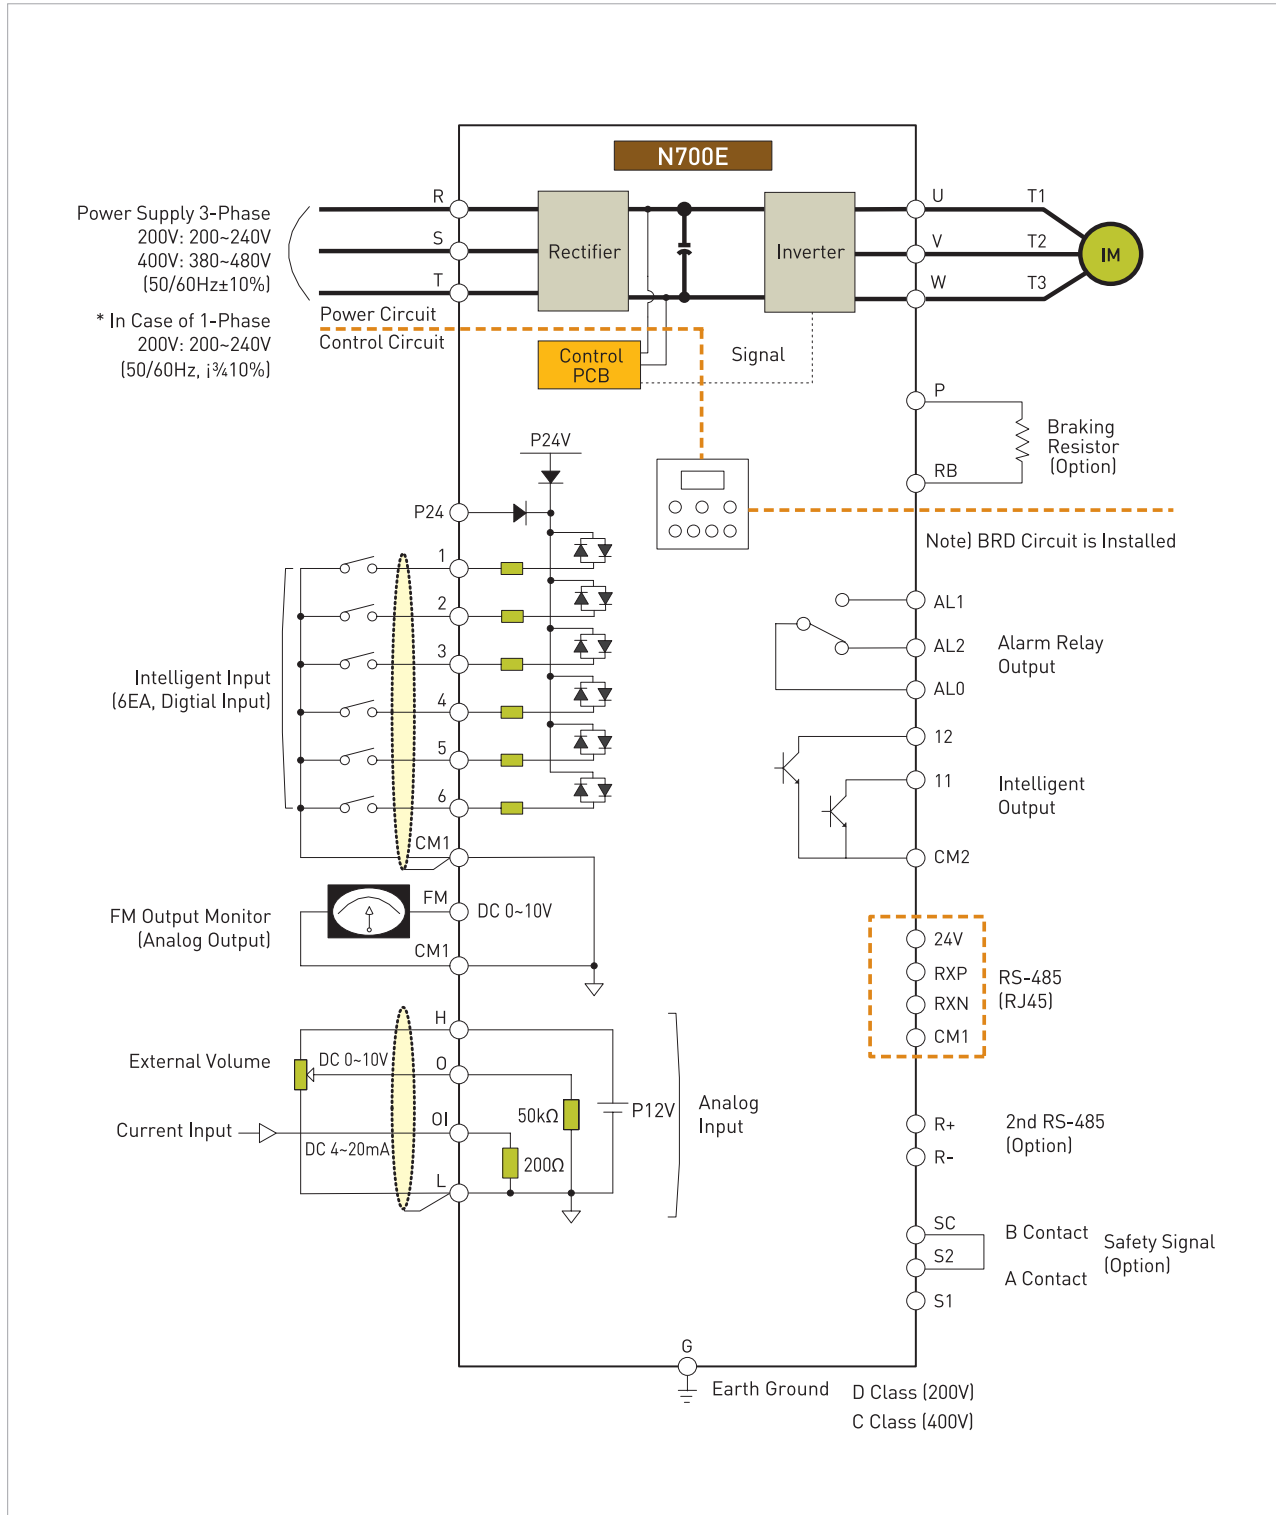 N700E
Power Supply 3-Phase
200V: 200~240V
400V: 380~480V
(50/60Hz±10%)
* In Case of 1-Phase
200V: 200~240V
(50/60Hz, ¡¾10%)
R
S
T
Rectifier
Inverter
U
V
W
T1
T2
T3
IM
Power Circuit
Control Circuit
Control
PCB
Signal
P
RB
Braking
Resistor
(Option)
Note) BRD Circuit is Installed
P24V
P24
1
2
3
4
5
6
CM1
Intelligent Input
(6EA, Digtial Input)
AL1
AL2
AL0
Alarm Relay
Output
12
11
CM2
Intelligent
Output
FM Output Monitor
(Analog Output)
FM
DC 0~10V
CM1
24V
RXP
RXN
CM1
RS-485
(RJ45)
External Volume
Current Input
DC 0~10V
DC 4~20mA
H
O
OI
L
50kΩ
200Ω
P12V
Analog
Input
R+
R-
2nd RS-485
(Option)
SC
S2
S1
B Contact
A Contact
Safety Signal
(Option)
G
Earth Ground
D Class (200V)
C Class (400V)